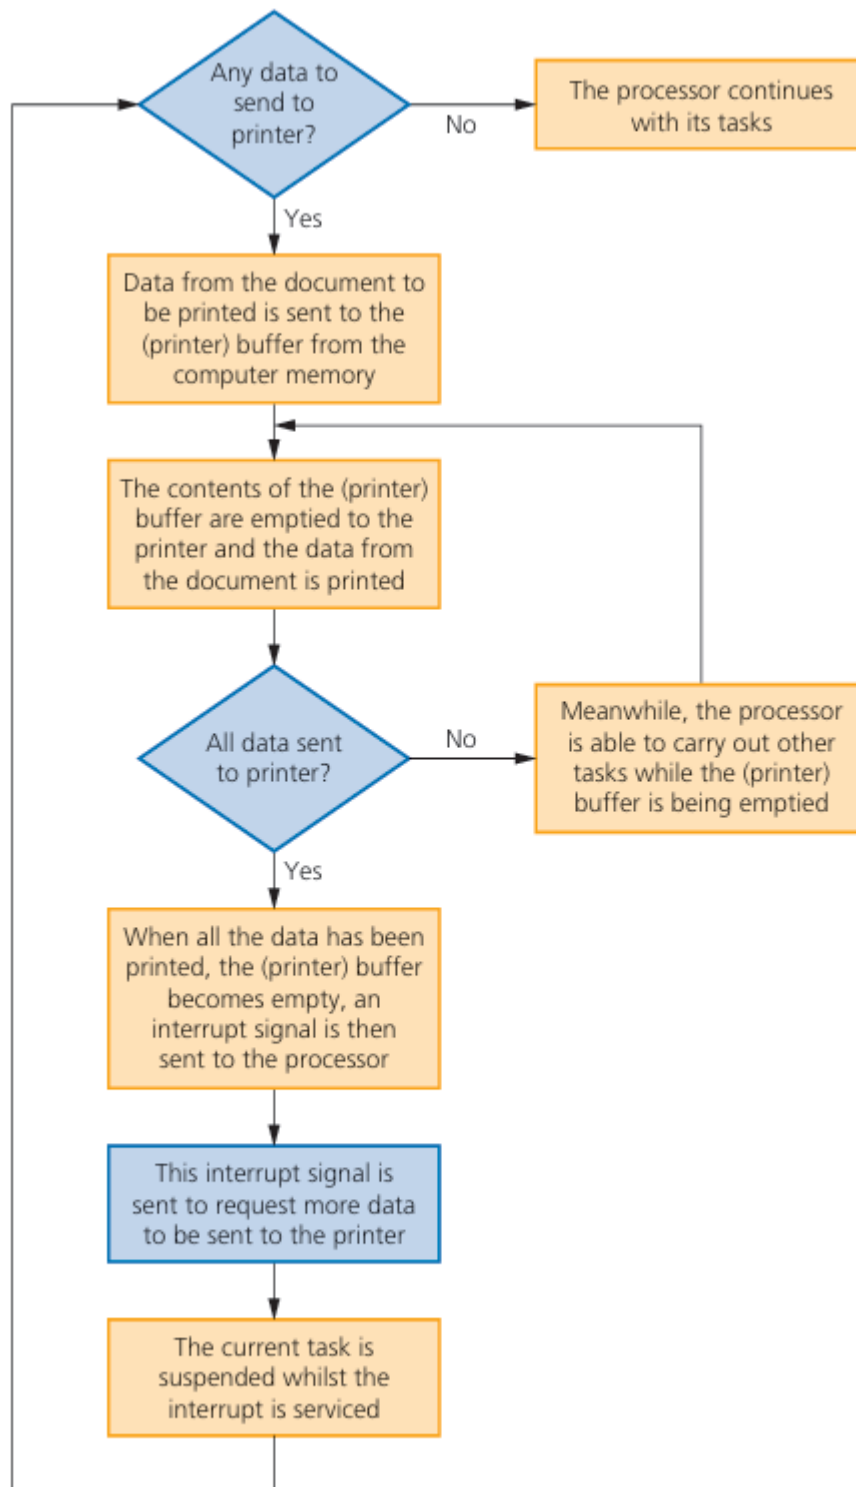 Any data to
send to
printer?
No
The processor continues
with its tasks
Yes
Data from the document to
be printed is sent to the
(printer) buffer from the
computer memory
The contents of the (printer)
buffer are emptied to the
printer and the data from
the document is printed
All data sent
to printer?
No
Meanwhile, the processor
is able to carry out other
tasks while the (printer)
buffer is being emptied
Yes
When all the data has been
printed, the (printer) buffer
becomes empty, an
interrupt signal is then
sent to the processor
This interrupt signal is
sent to request more data
to be sent to the printer
The current task is
suspended whilst the
interrupt is serviced